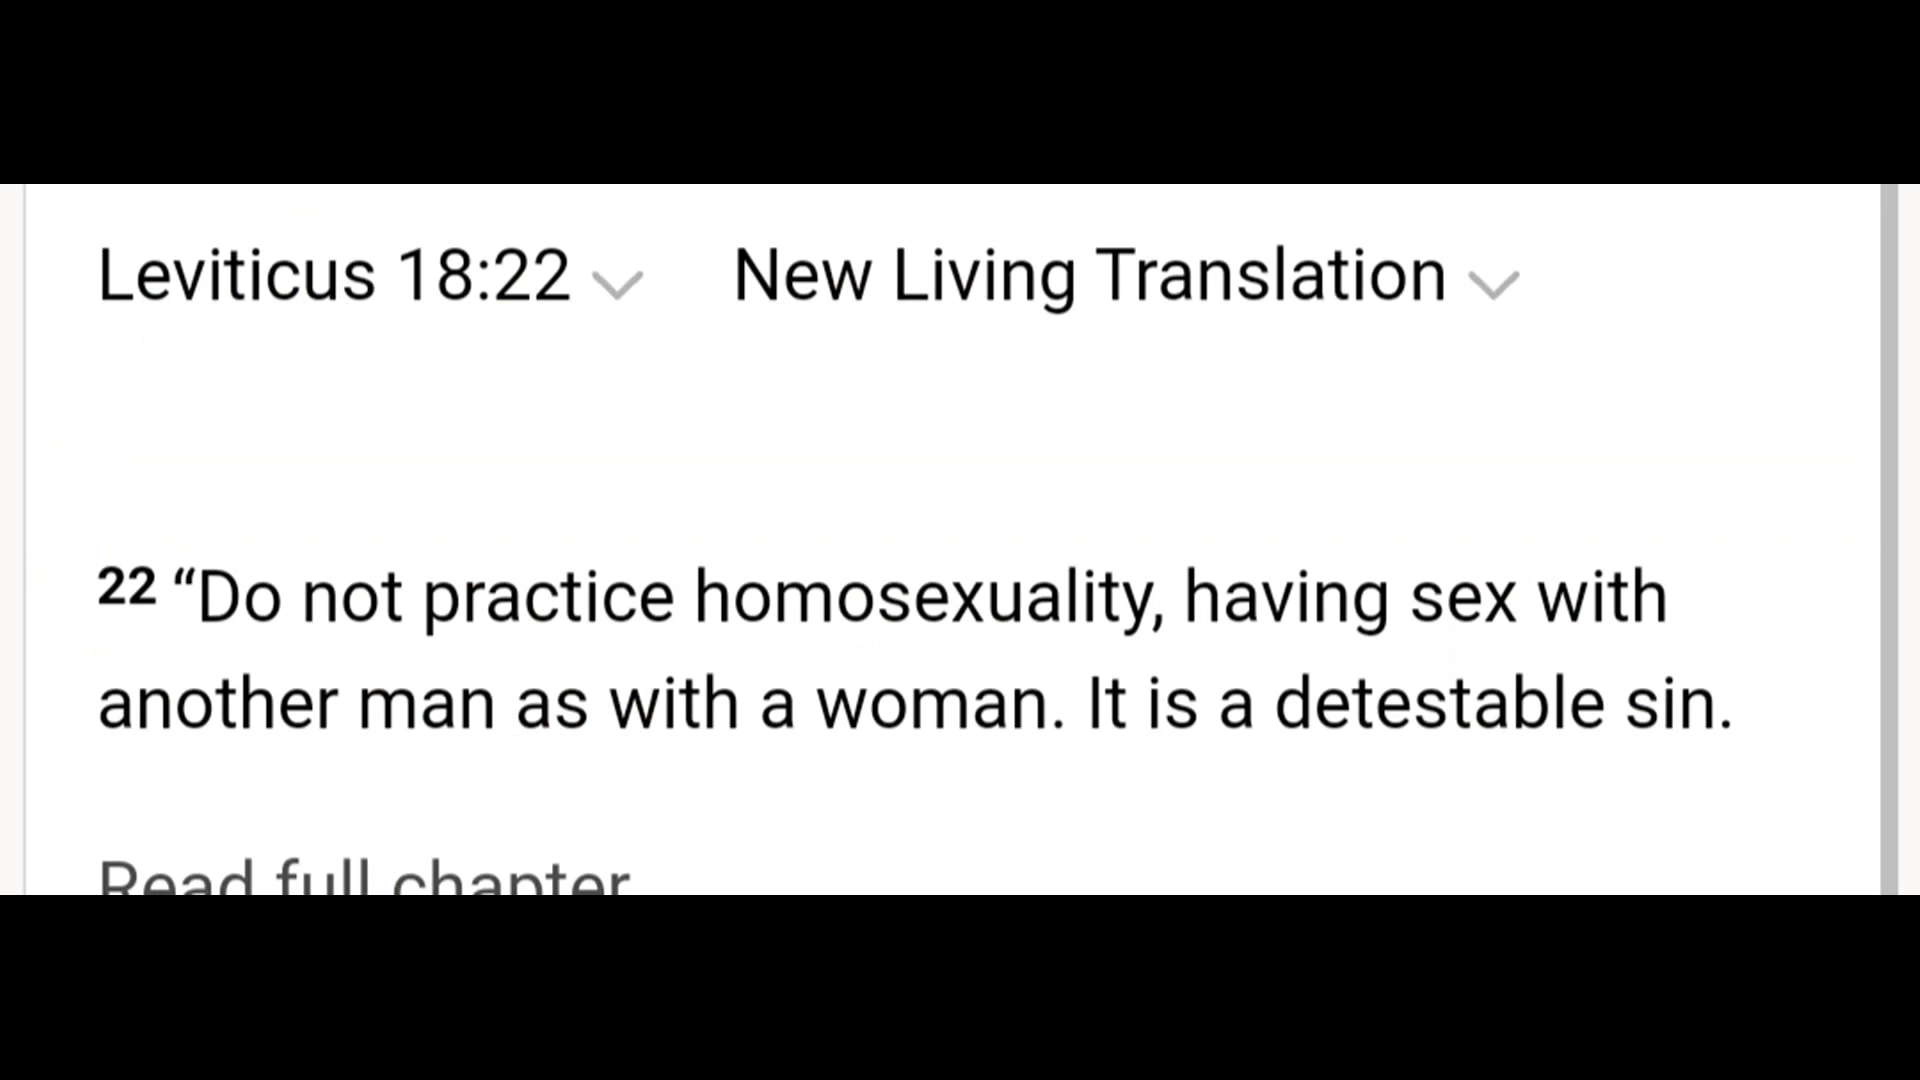 Leviticus 18:22 New Living Translation
22 “Do not practice homosexuality, having sex with
another man as with a woman. It is a detestable sin.
Read full chapter